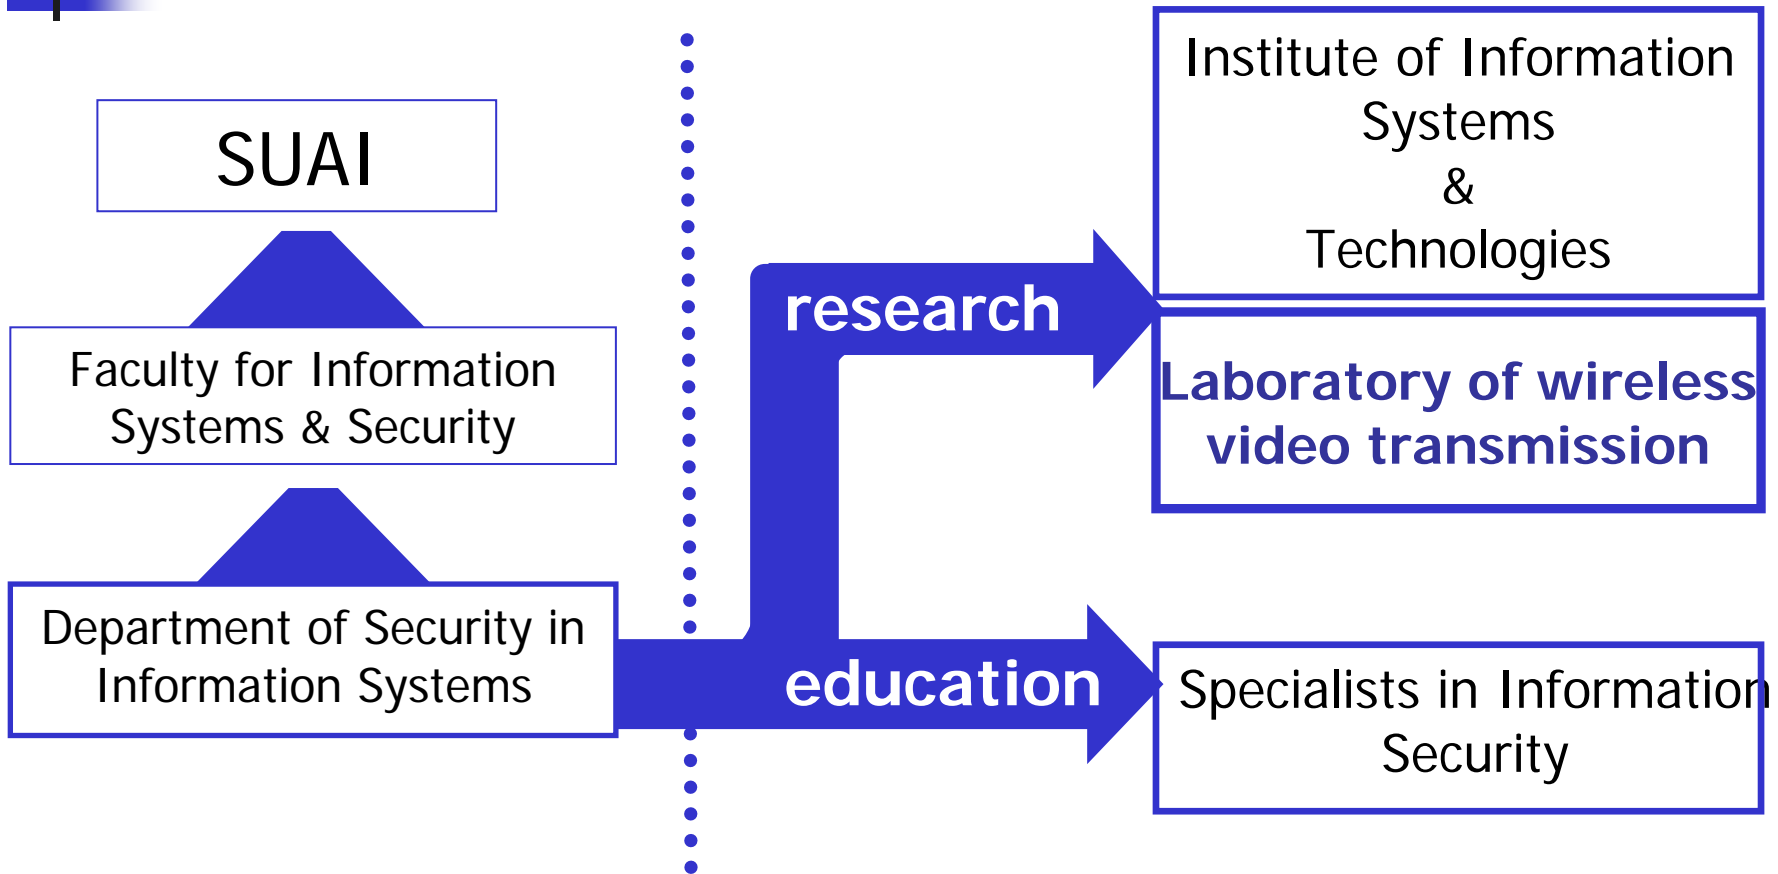 SUAI
Faculty for Information
Systems & Security
Department of Security in
Information Systems
research
education
Institute of Information
Systems
&
Technologies
Laboratory of wireless
video transmission
Specialists in Information
Security